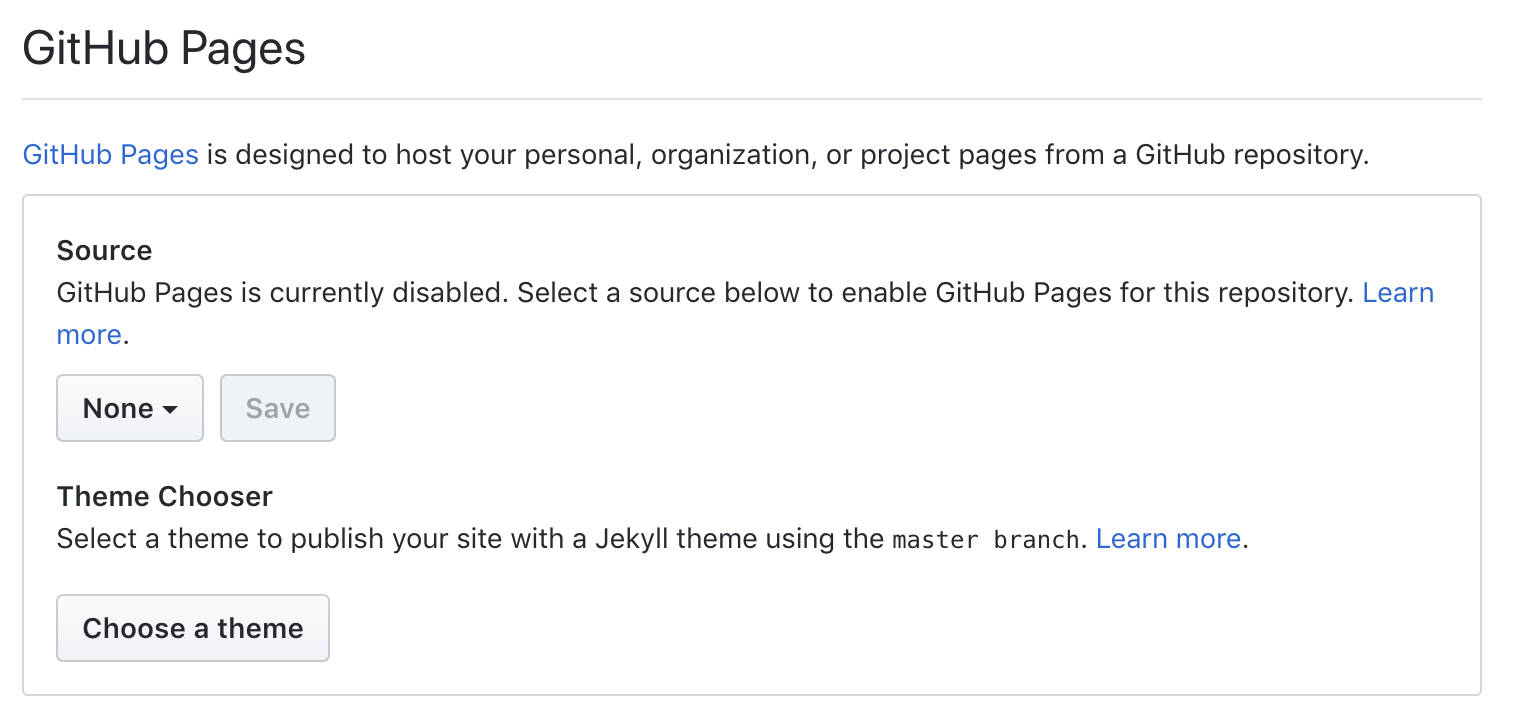 GitHub Pages
GitHub Pages is designed to host your personal, organization, or project pages from a GitHub repository.
Source
GitHub Pages is currently disabled. Select a source below to enable GitHub Pages for this repository. Learn
more.
None Save
Theme Chooser
Select a theme to publish your site with a Jekyll theme using the master branch. Learn more.
Choose a theme